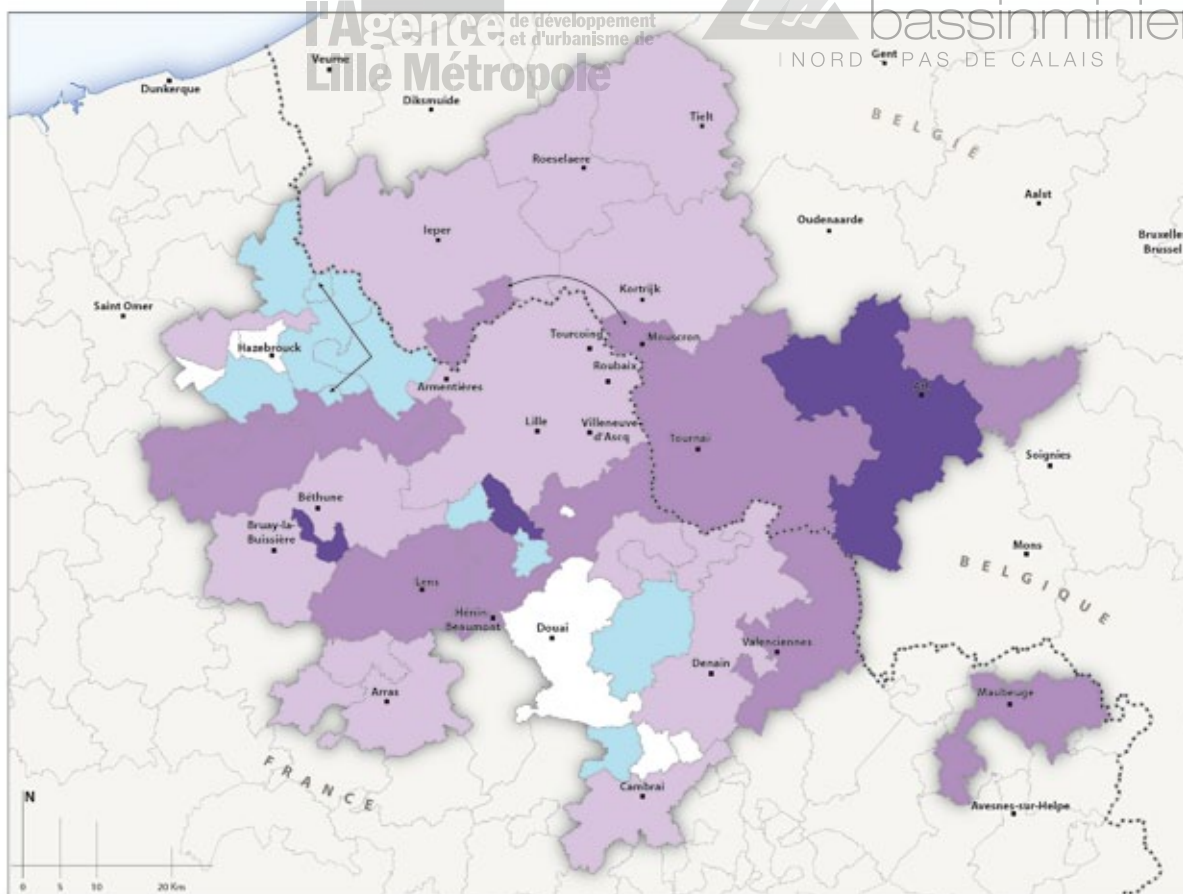 l'Agence de développement
et d'urbanisme de
Lille Métropole
bassinminier
NORD PAS DE CALAIS
Veurne
Gent
Dunkerque
Diksmuide
Tielt
BELGIË
Roeselaere
Aalst
Oudenaarde
Ieper
Bruxelle
Brussel
Saint Omer
Kortrijk
Hazebrouck
Tourcoing
Mouscron
Roubaix
Armentières
Ath
Lille
Villeneuve
d'Ascq
Tournai
Soignies
Béthune
Bruay-la-
Buissière
Mons
BELGIQUE
Lens
Hénin
Beaumont
Douai
Valenciennes
Denain
Arras
Maubeuge
FRANCE
Cambrai
Avesnes-sur-Helpe
N
0 5 10 20 Km